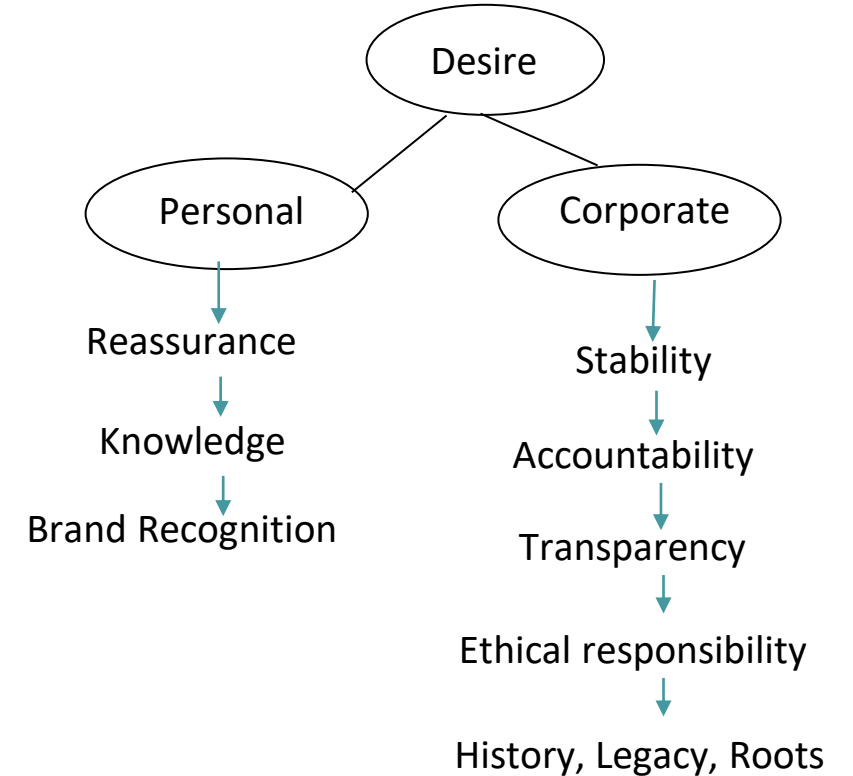 Desire
Personal
Corporate
Reassurance
Knowledge
Brand Recognition
Stability
Accountability
Transparency
Ethical responsibility
History, Legacy, Roots